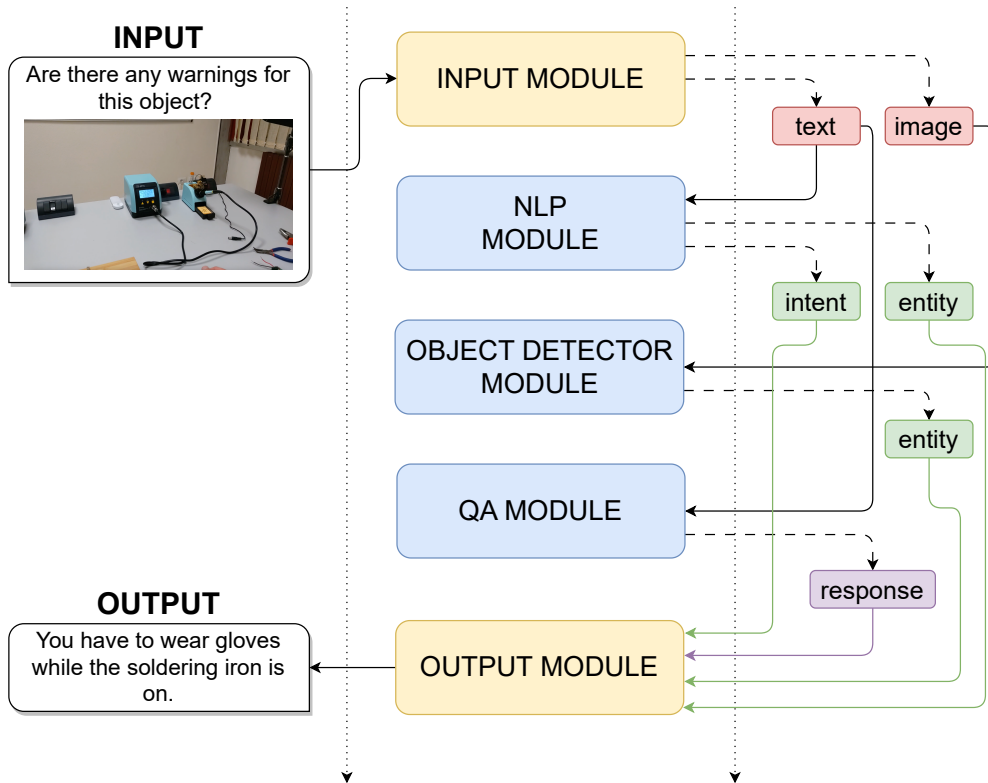 INPUT
Are there any warnings for
this object?
INPUT MODULE
text
image
NLP
MODULE
intent
entity
OBJECT DETECTOR
MODULE
entity
QA MODULE
response
OUTPUT
You have to wear gloves
while the soldering iron is
on.
OUTPUT MODULE